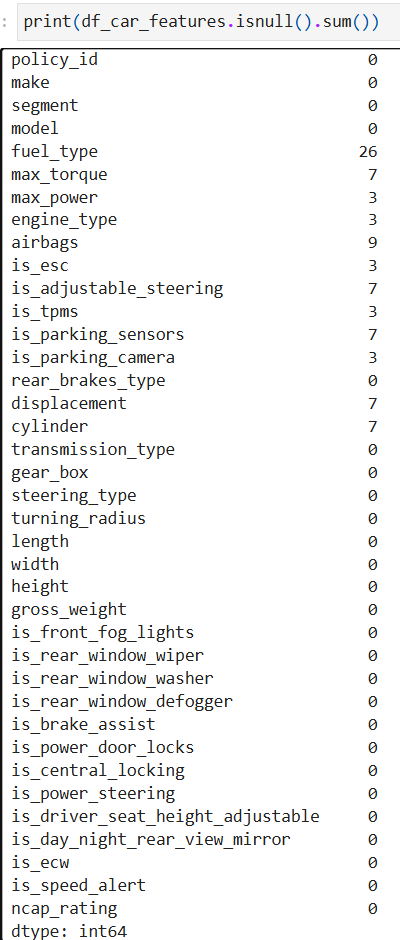 : print(df_car_features.isnull().sum())
policy_id 0
make 0
segment 0
model 0
fuel_type 26
max_torque 7
max_power 3
engine_type 3
airbags 9
is_esc 3
is_adjustable_steering 7
is_tpms 3
is_parking_sensors 7
is_parking_camera 3
rear_brakes_type 0
displacement 7
cylinder 7
transmission_type 0
gear_box 0
steering_type 0
turning_radius 0
length 0
width 0
height 0
gross_weight 0
is_front_fog_lights 0
is_rear_window_wiper 0
is_rear_window_washer 0
is_rear_window_defogger 0
is_brake_assist 0
is_power_door_locks 0
is_central_locking 0
is_power_steering 0
is_driver_seat_height_adjustable 0
is_day_night_rear_view_mirror 0
is_ecw 0
is_speed_alert 0
ncap_rating 0
dtype: int64